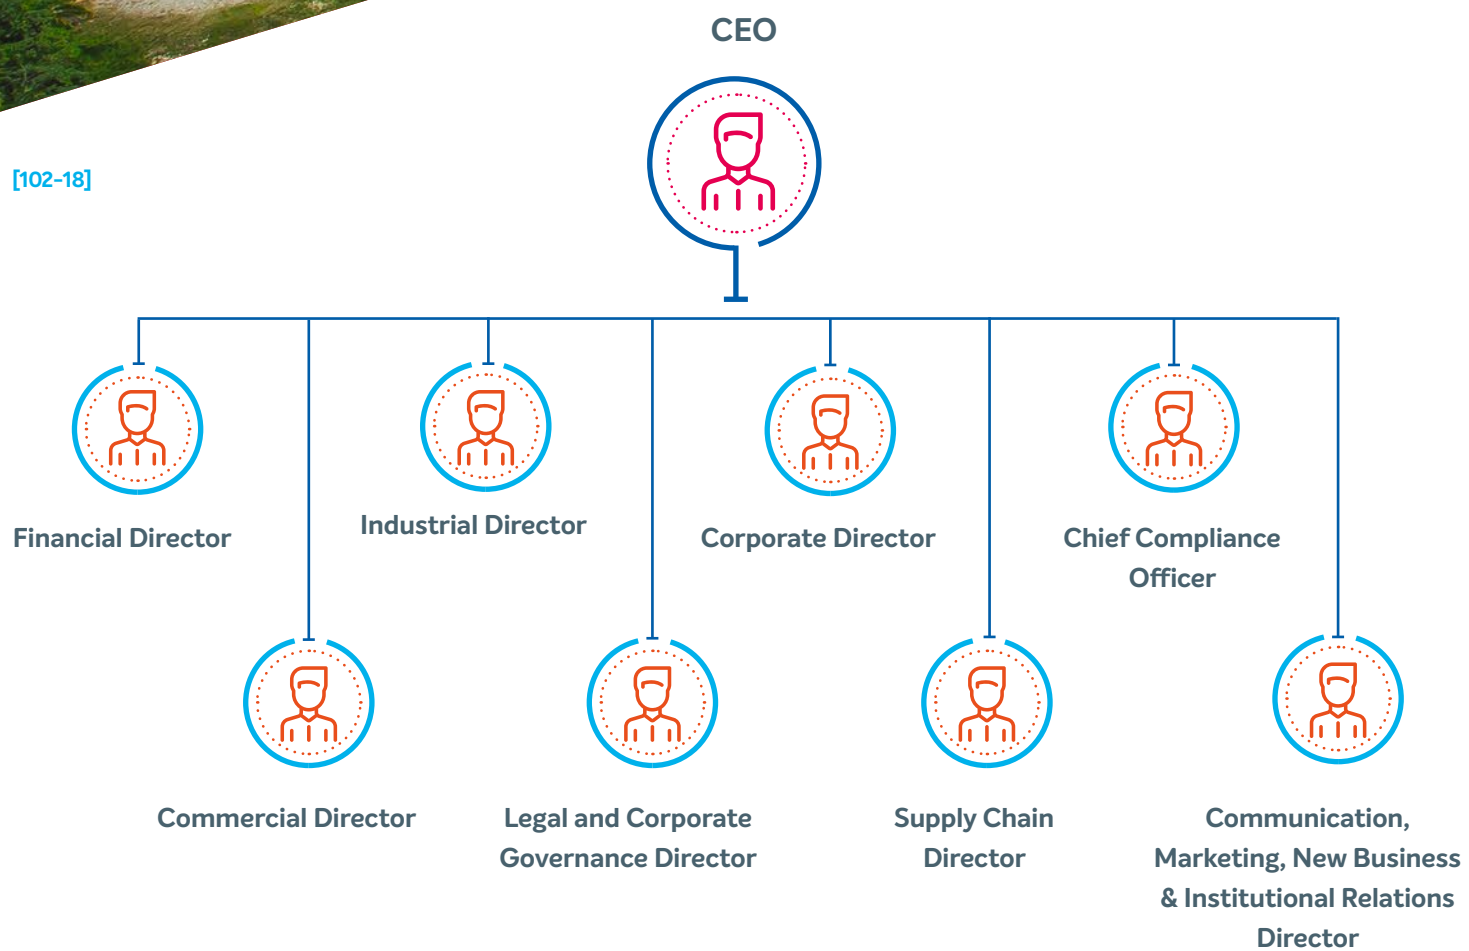 CEO
[102-18]
Financial Director
Industrial Director
Corporate Director
Chief Compliance
Officer
Commercial Director
Legal and Corporate
Governance Director
Supply Chain
Director
Communication,
Marketing, New Business
& Institutional Relations
Director